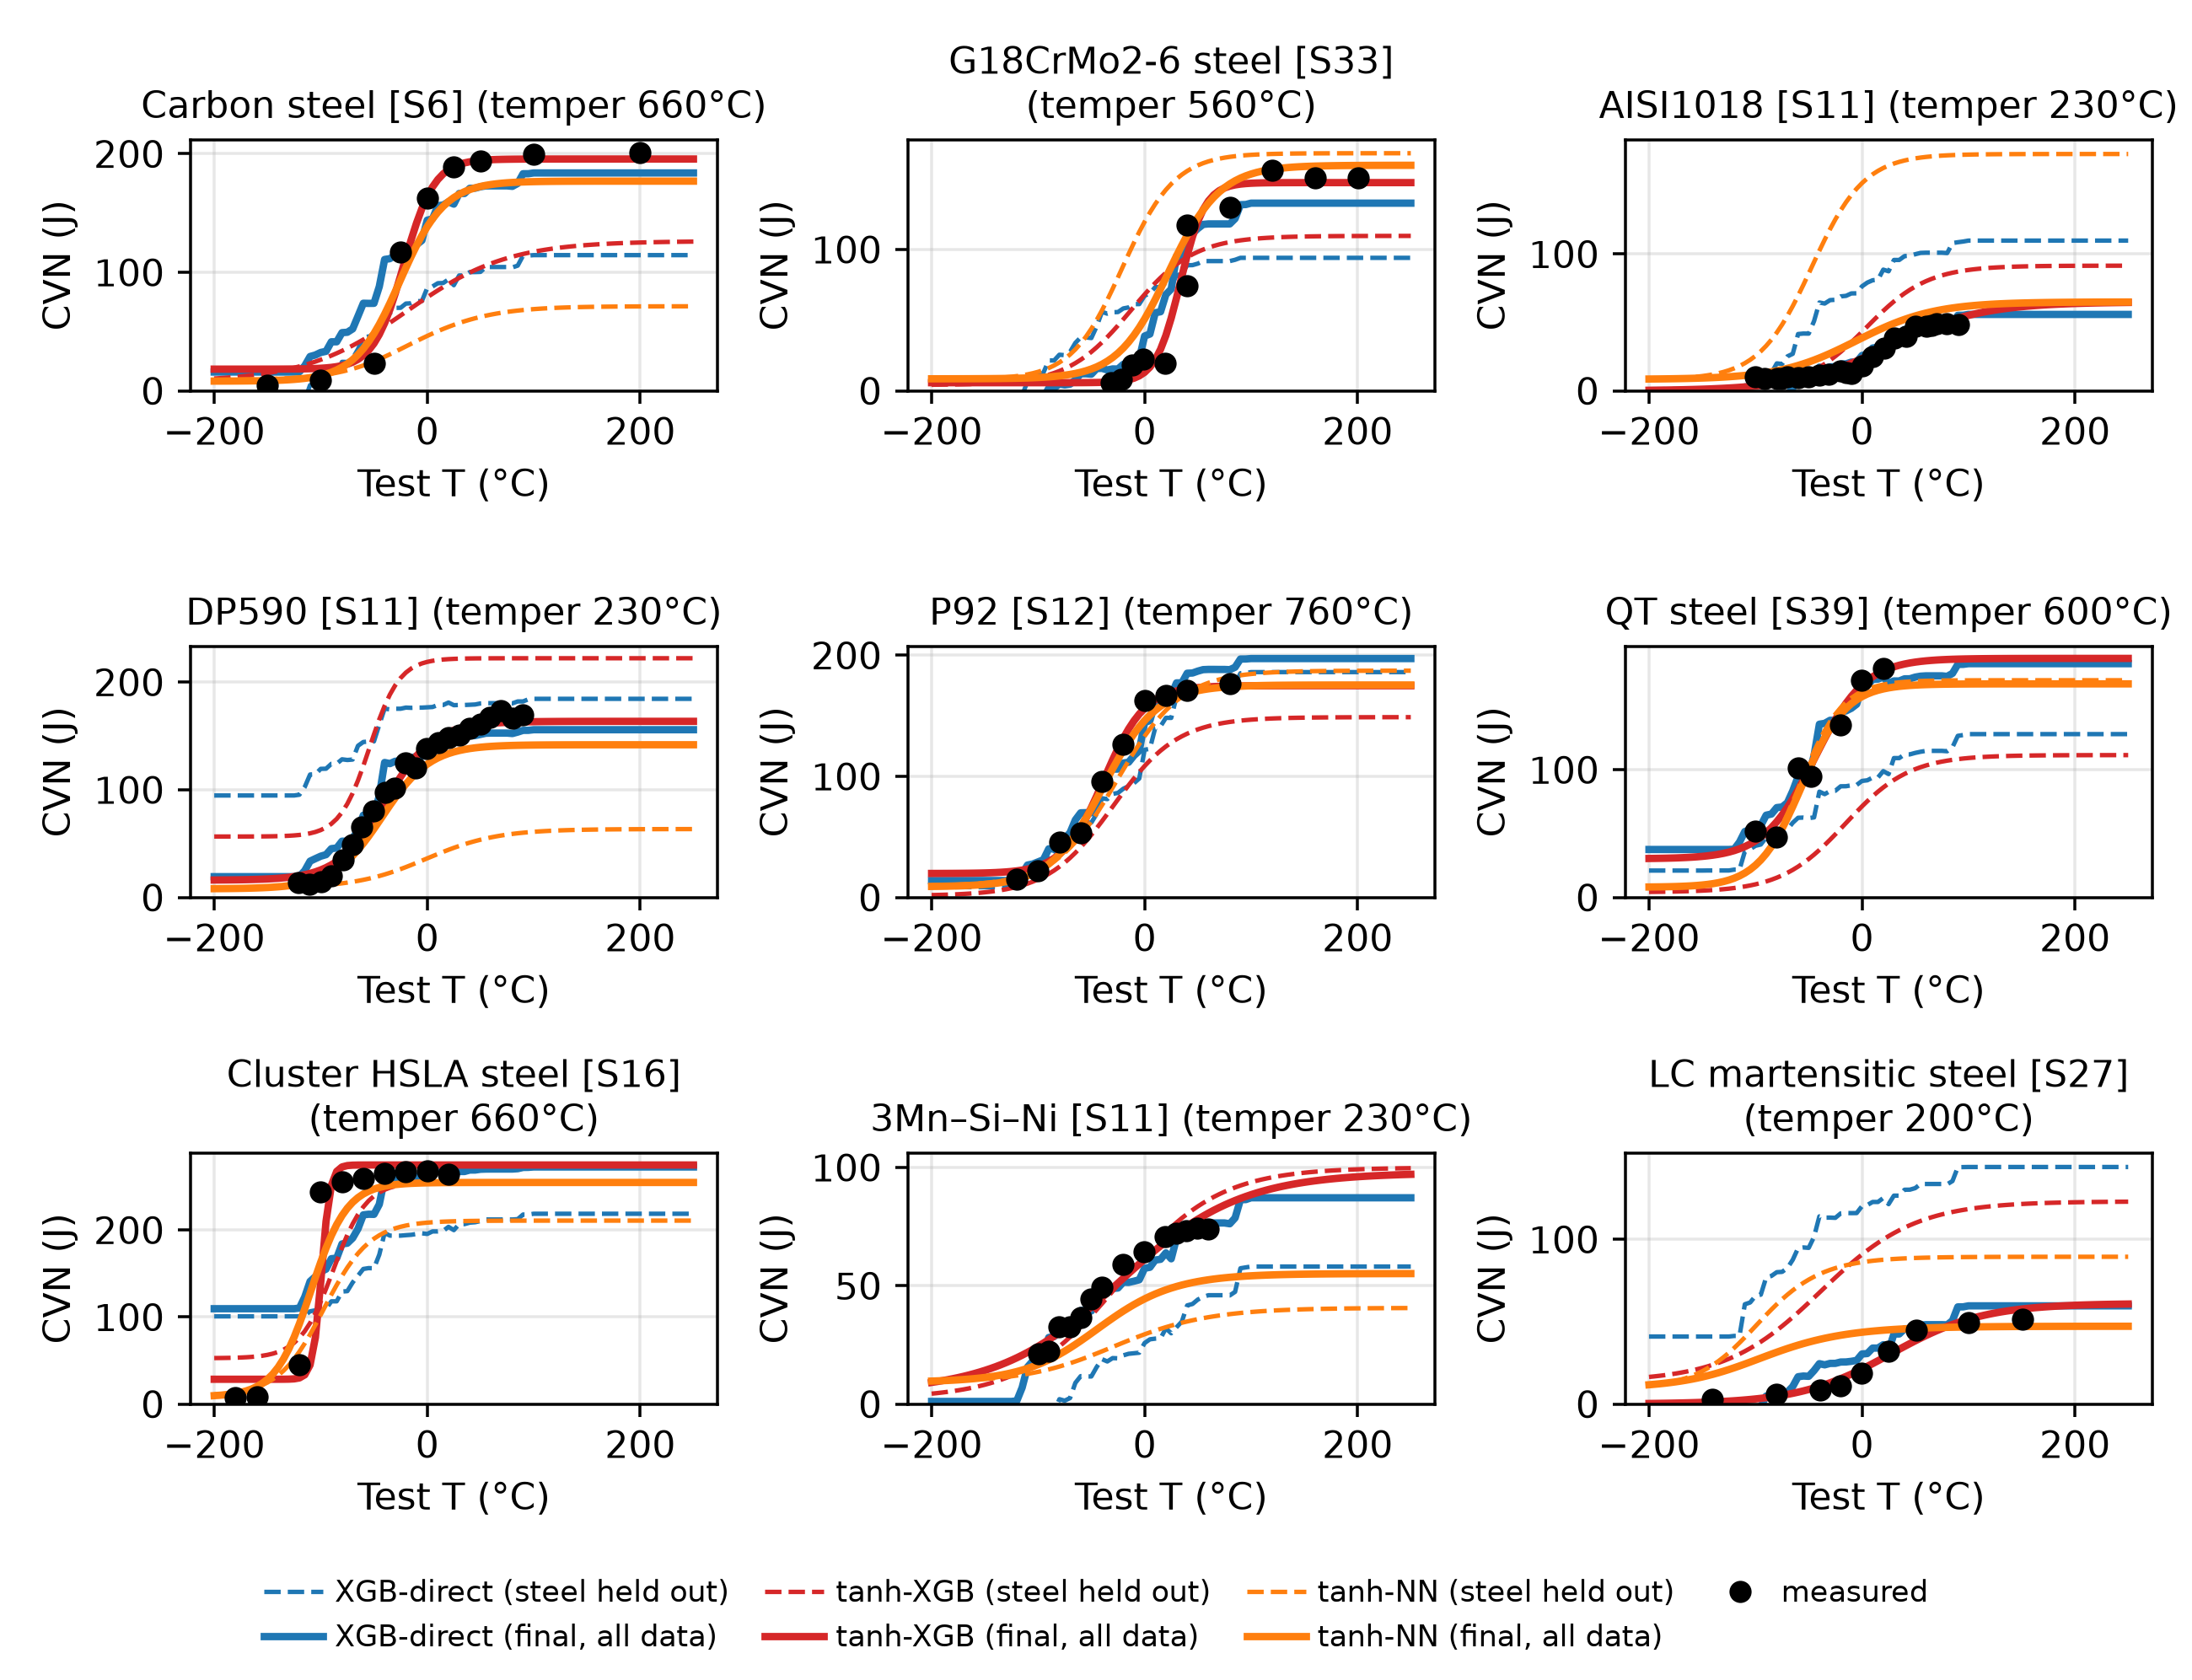 Carbon steel [S6] (temper 660°C)
CVN (J)
200
100
0
−200
0
200
Test T (°C)
G18CrMo2-6 steel [S33]
(temper 560°C)
CVN (J)
100
0
−200
0
200
Test T (°C)
AISI1018 [S11] (temper 230°C)
CVN (J)
100
0
−200
0
200
Test T (°C)
DP590 [S11] (temper 230°C)
CVN (J)
200
100
0
−200
0
200
Test T (°C)
P92 [S12] (temper 760°C)
CVN (J)
200
100
0
−200
0
200
Test T (°C)
QT steel [S39] (temper 600°C)
CVN (J)
100
0
−200
0
200
Test T (°C)
Cluster HSLA steel [S16]
(temper 660°C)
CVN (J)
200
100
0
−200
0
200
Test T (°C)
3Mn–Si–Ni [S11] (temper 230°C)
CVN (J)
100
50
0
−200
0
200
Test T (°C)
LC martensitic steel [S27]
(temper 200°C)
CVN (J)
100
0
−200
0
200
Test T (°C)
XGB-direct (steel held out)
XGB-direct (final, all data)
tanh-XGB (steel held out)
tanh-XGB (final, all data)
tanh-NN (steel held out)
tanh-NN (final, all data)
measured